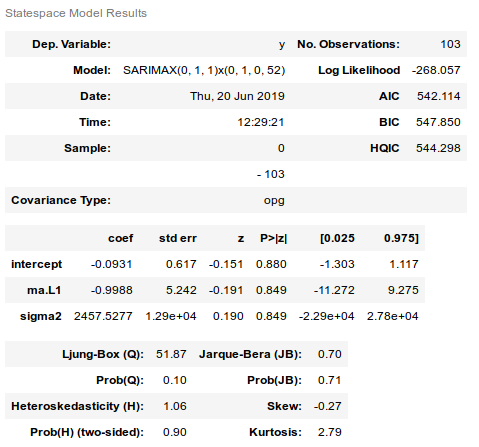 Statespace Model Results
Dep. Variable: y No. Observations: 103
Model: SARIMAX(0, 1, 1)x(0, 1, 0, 52) Log Likelihood -268.057
Date: Thu, 20 Jun 2019 AIC 542.114
Time: 12:29:21 BIC 547.850
Sample: 0 HQIC 544.298
- 103
Covariance Type: opg
coef std err z P>|z| [0.025 0.975]
intercept -0.0931 0.617 -0.151 0.880 -1.303 1.117
ma.L1 -0.9988 5.242 -0.191 0.849 -11.272 9.275
sigma2 2457.5277 1.29e+04 0.190 0.849 -2.29e+04 2.78e+04
Ljung-Box (Q): 51.87 Jarque-Bera (JB): 0.70
Prob(Q): 0.10 Prob(JB): 0.71
Heteroskedasticity (H): 1.06 Skew: -0.27
Prob(H) (two-sided): 0.90 Kurtosis: 2.79